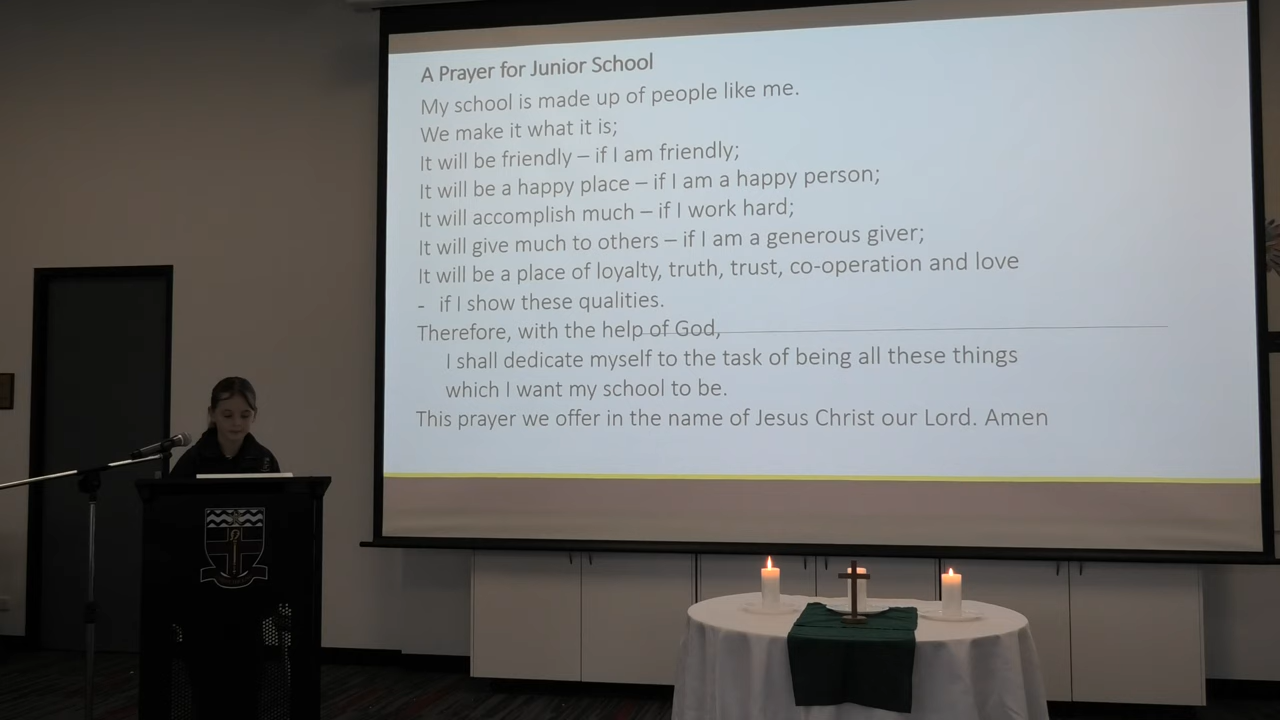 A Prayer for Junior School
My school is made up of people like me.
We make it what it is;
It will be friendly – if I am friendly;
It will be a happy place – if I am a happy person;
It will accomplish much – if I work hard;
It will give much to others – if I am a generous giver;
It will be a place of loyalty, truth, trust, co-operation and love
- if I show these qualities.
Therefore, with the help of God,
I shall dedicate myself to the task of being all these things
which I want my school to be.
This prayer we offer in the name of Jesus Christ our Lord. Amen